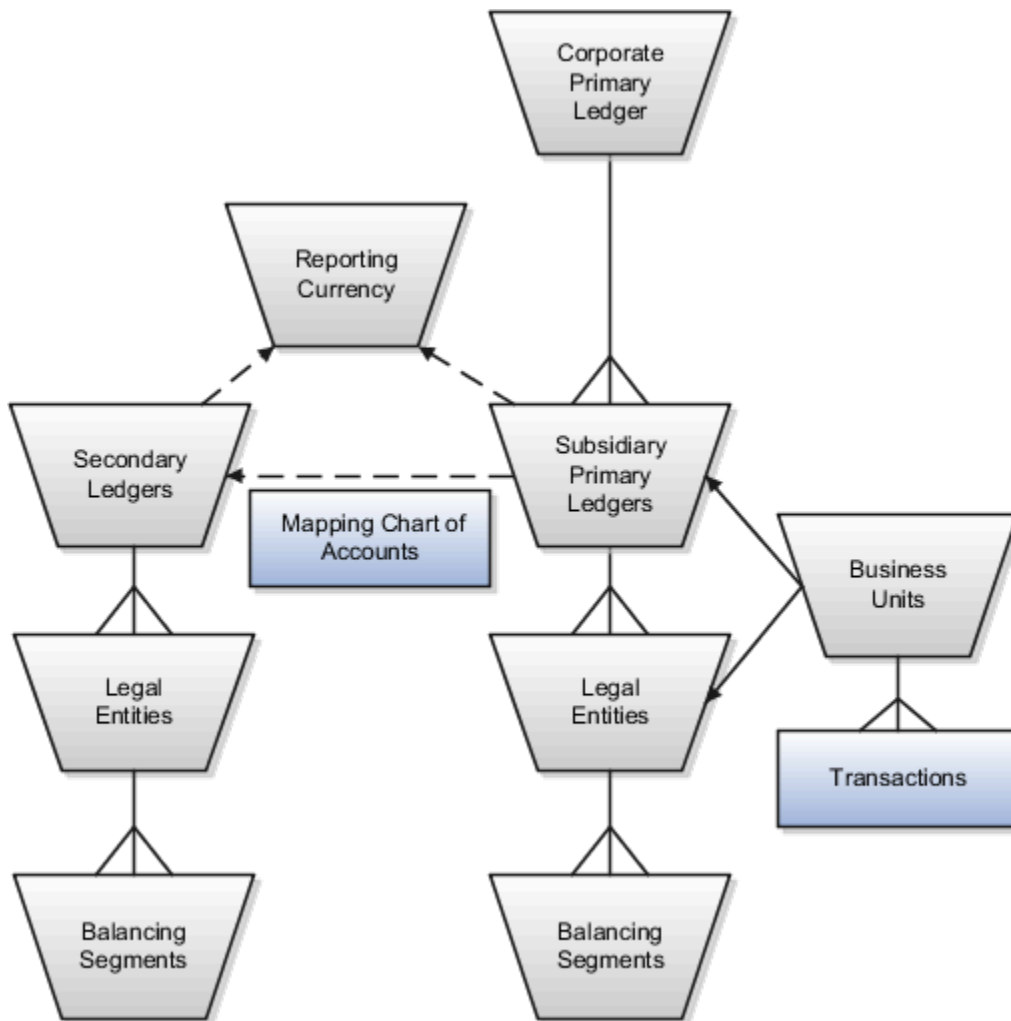 Corporate
Primary
Ledger
Reporting
Currency
Secondary
Ledgers
Subsidiary
Primary
Ledgers
Mapping Chart of
Accounts
Business
Units
Legal
Entities
Legal
Entities
Transactions
Balancing
Segments
Balancing
Segments